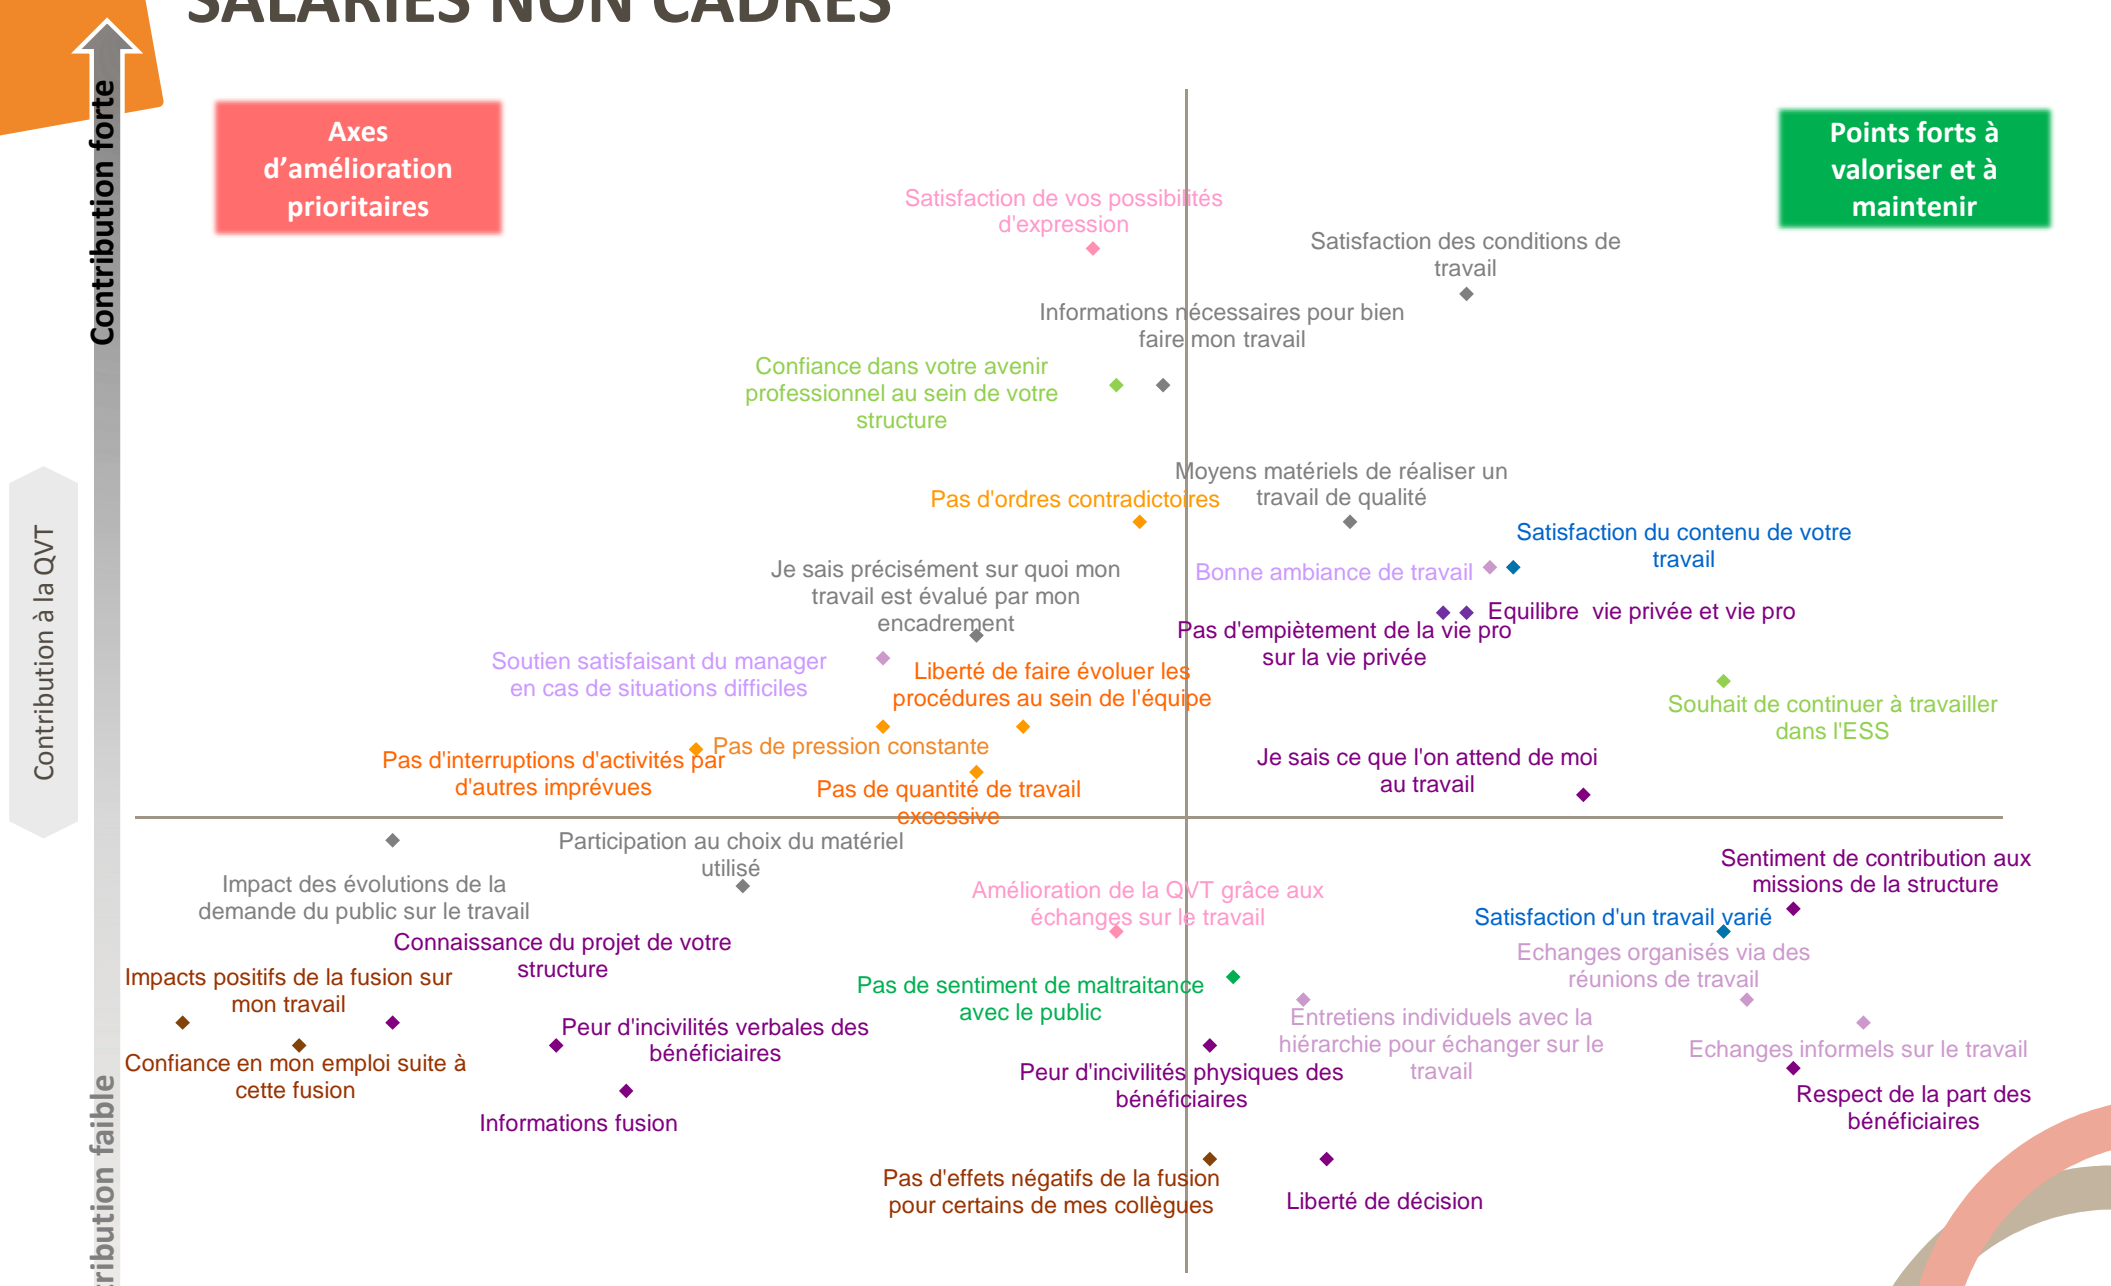 SALARIÉS NON CADRES
Contribution forte
Axes
d’amélioration
prioritaires
Points forts à
valoriser et à
maintenir
Satisfaction de vos possibilités
d'expression
Satisfaction des conditions de
travail
Informations nécessaires pour bien
faire mon travail
Confiance dans votre avenir
professionnel au sein de votre
structure
Moyens matériels de réaliser un
travail de qualité
Pas d'ordres contradictoires
Satisfaction du contenu de votre
travail
Bonne ambiance de travail
Je sais précisément sur quoi mon
travail est évalué par mon
encadrement
Equilibre  vie privée et vie pro
Pas d'empiètement de la vie pro
sur la vie privée
Contribution à la QVT
Soutien satisfaisant du manager
en cas de situations difficiles
Liberté de faire évoluer les
procédures au sein de l'équipe
Souhait de continuer à travailler
dans l'ESS
Pas de pression constante
Pas d'interruptions d'activités par
d'autres imprévues
Je sais ce que l'on attend de moi
au travail
Pas de quantité de travail
excessive
Participation au choix du matériel
utilisé
Impact des évolutions de la
demande du public sur le travail
Amélioration de la QVT grâce aux
échanges sur le travail
Sentiment de contribution aux
missions de la structure
Satisfaction d'un travail varié
Connaissance du projet de votre
structure
Echanges organisés via des
réunions de travail
Impacts positifs de la fusion sur
mon travail
Pas de sentiment de maltraitance
avec le public
Peur d'incivilités verbales des
bénéficiaires
Entretiens individuels avec la
hiérarchie pour échanger sur le
travail
Echanges informels sur le travail
Confiance en mon emploi suite à
cette fusion
Peur d'incivilités physiques des
bénéficiaires
Respect de la part des
bénéficiaires
Informations fusion
Pas d'effets négatifs de la fusion
pour certains de mes collègues
Liberté de décision
tribution faible